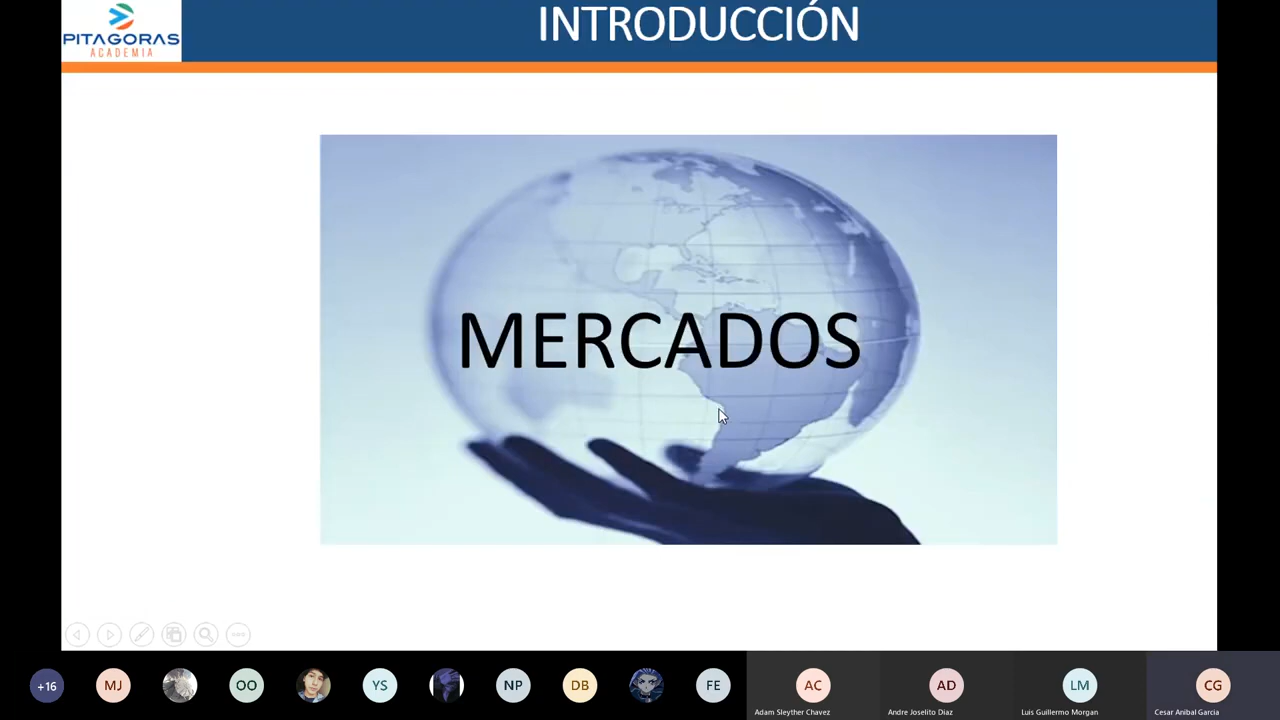 PITAGORAS
ACADEMIA
INTRODUCCIÓN
MERCADOS
+16
MJ
OO
YS
NP
DB
FE
AC
AD
LM
CG
Adam Sleyther Chavez
Andre Joselito Diaz
Luis Guillermo Morgan
Cesar Anibal Garcia